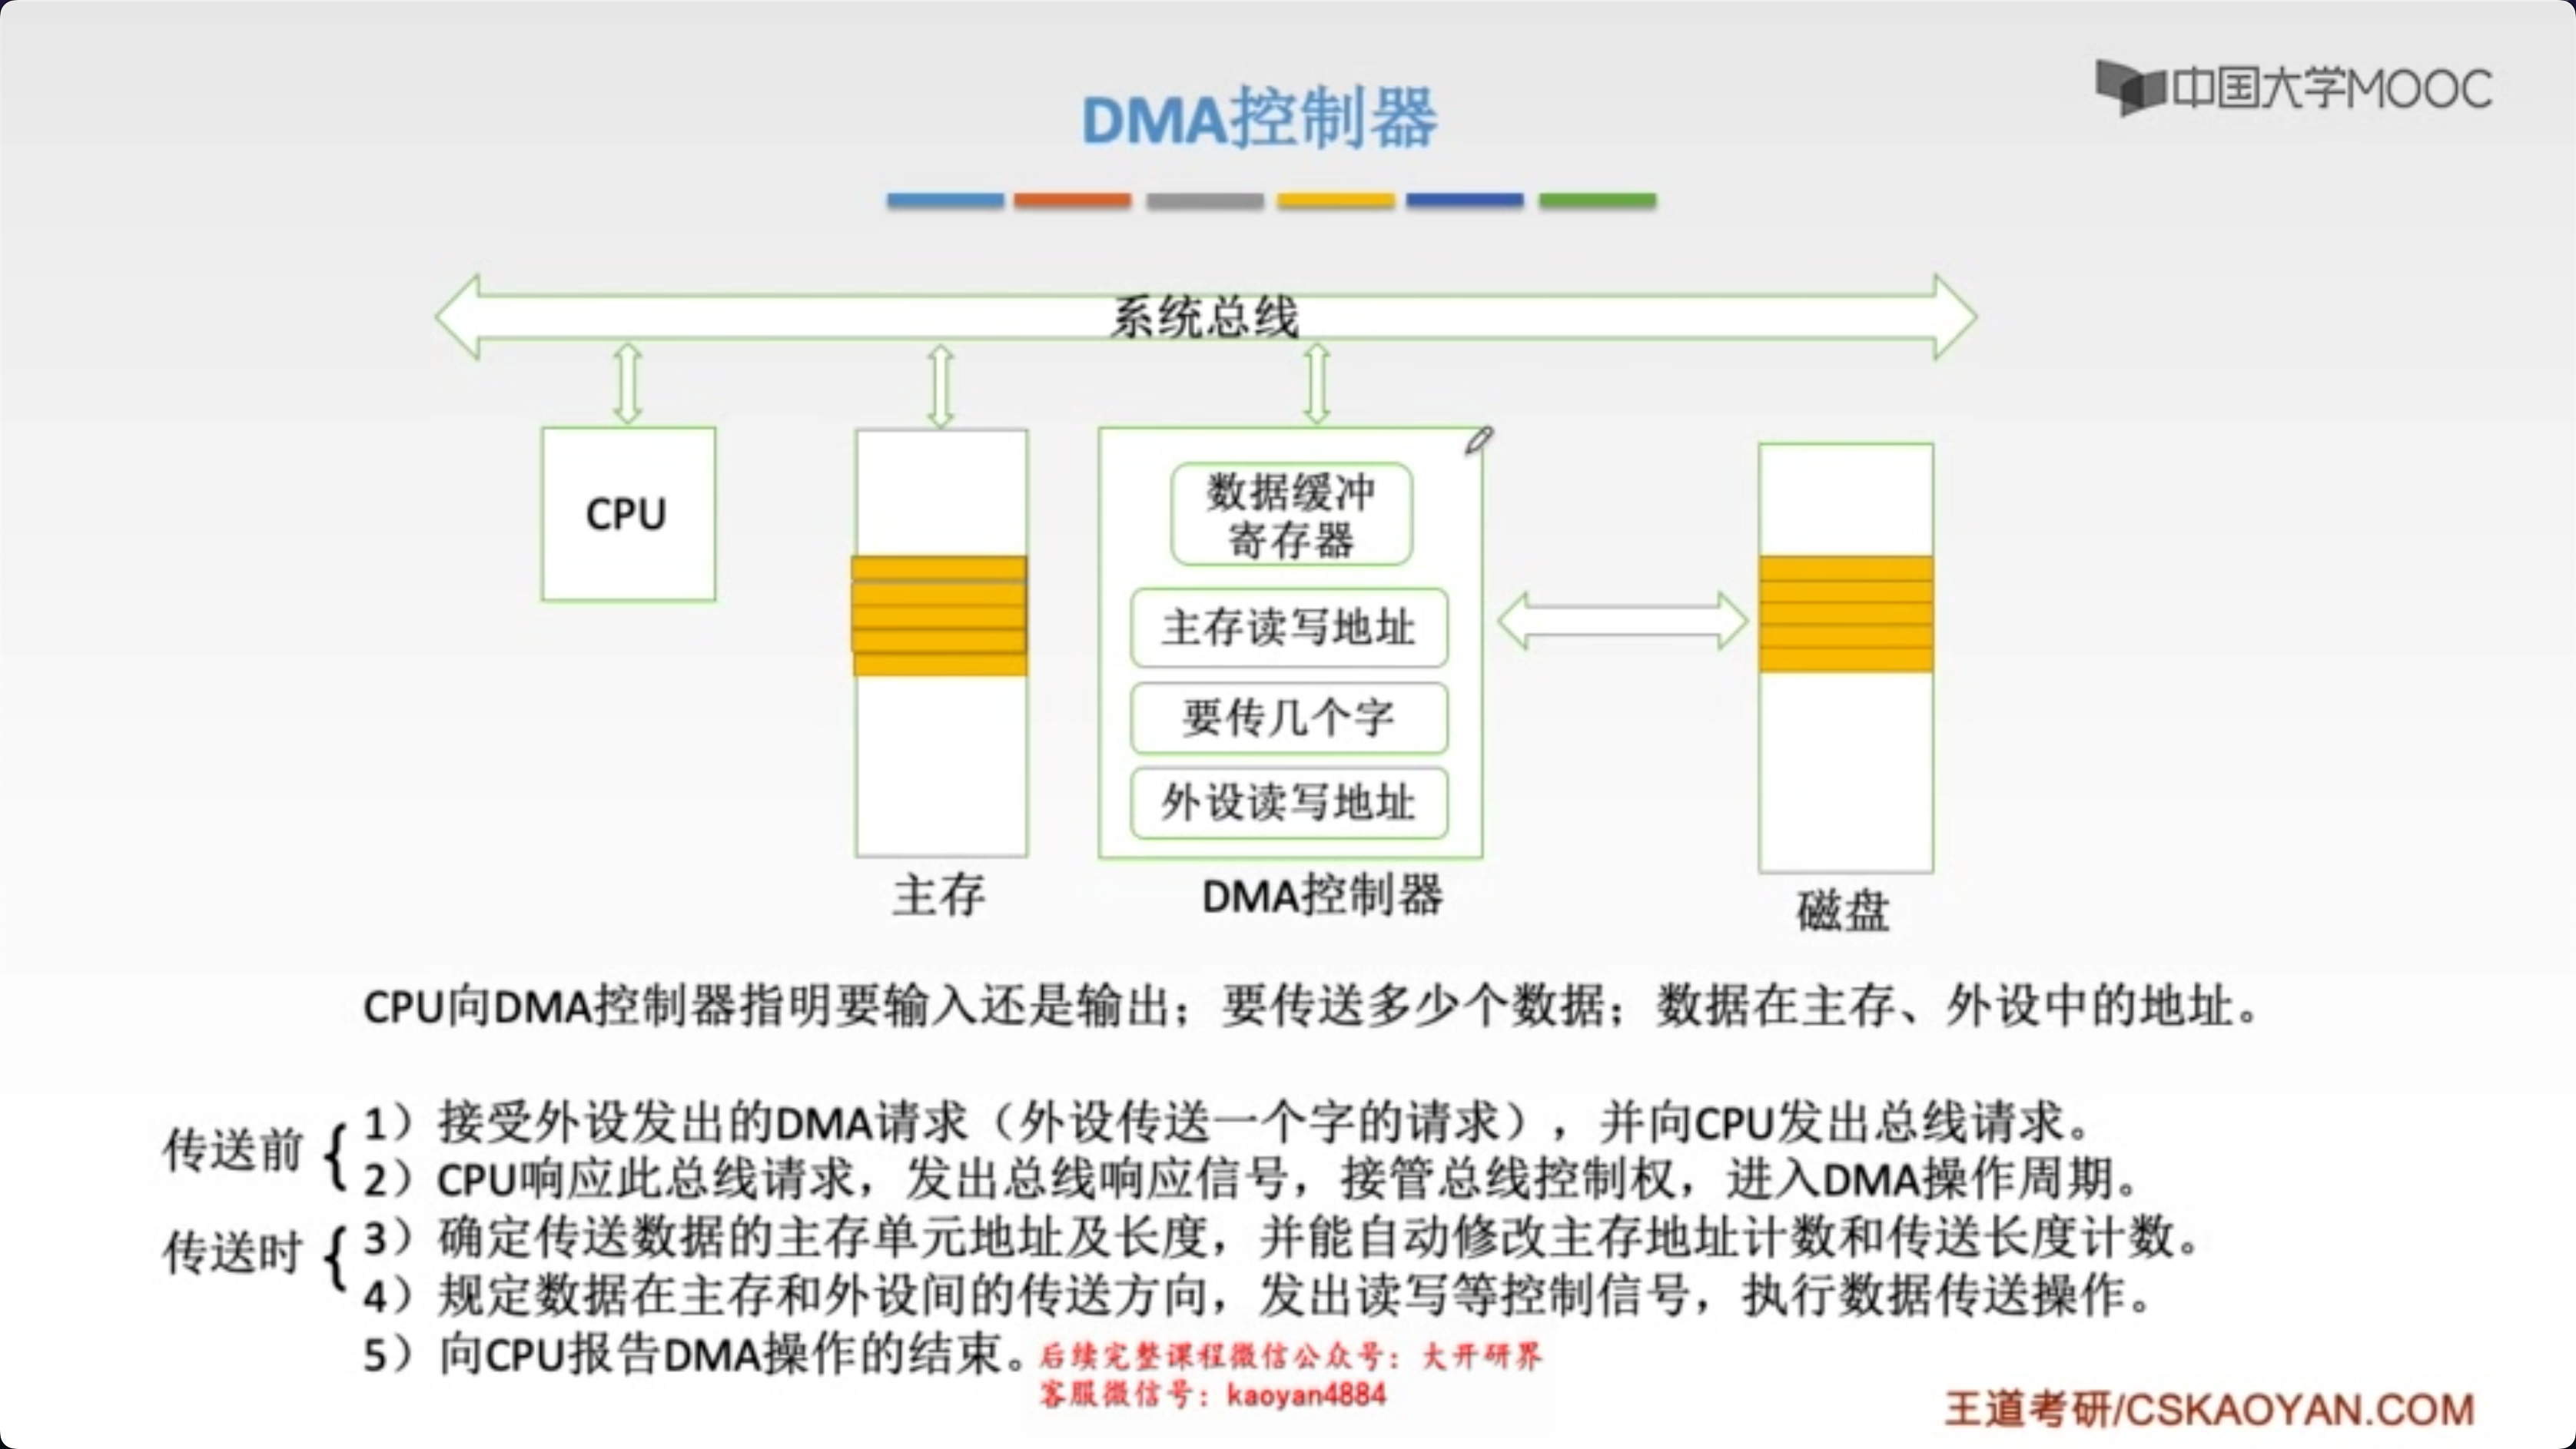 中国大学MOOC
DMA控制器
系统总线
CPU
数据缓冲
寄存器
主存读写地址
要传几个字
外设读写地址
主存
DMA控制器
磁盘
CPU向DMA控制器指明要输入还是输出；要传送多少个数据；数据在主存、外设中的地址。
传送前
1）接受外设发出的DMA请求（外设传送一个字的请求），并向CPU发出总线请求。
2）CPU响应此总线请求，发出总线响应信号，接管总线控制权，进入DMA操作周期。
传送时
3）确定传送数据的主存单元地址及长度，并能自动修改主存地址计数和传送长度计数。
4）规定数据在主存和外设间的传送方向，发出读写等控制信号，执行数据传送操作。
5）向CPU报告DMA操作的结束。
后续完整课程微信公众号：大开研界
客服微信号：kaoyan4884
王道考研/CSKAOYAN.COM